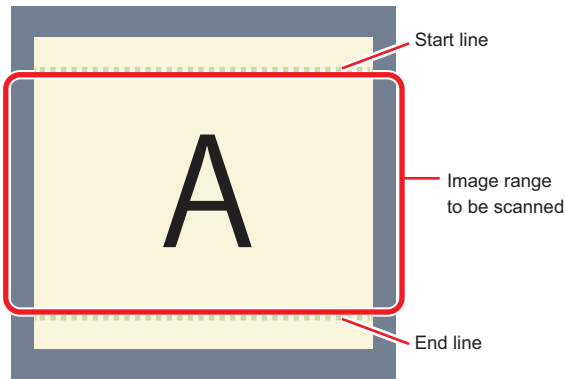 Start line
A
Image range
to be scanned
End line